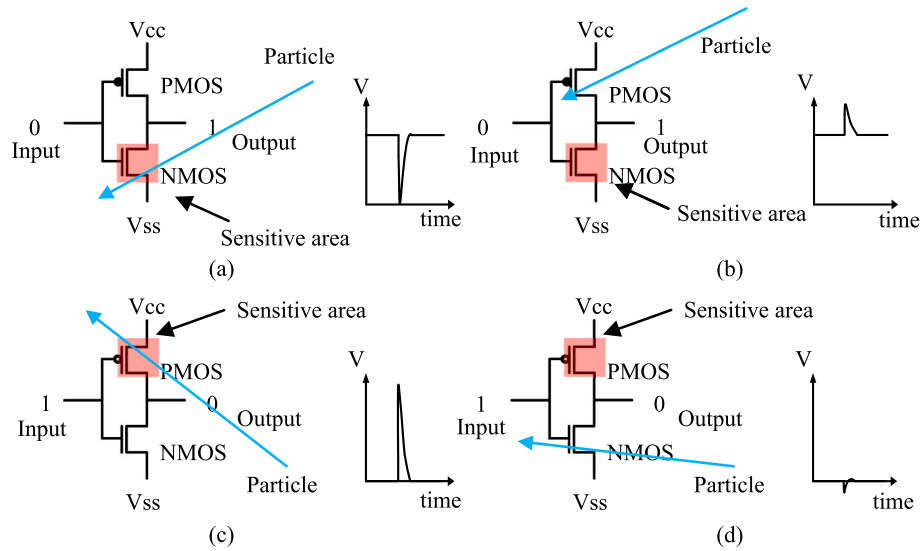 Vcc
Particle
PMOS
V
0
1
Input
Output
NMOS
Vss
Sensitive area
time
(a)
Vcc
Particle
PMOS
V
0
1
Input
Output
NMOS
Sensitive area
Vss
time
(b)
Vcc
Sensitive area
PMOS
V
1
0
Input
Output
NMOS
Particle
Vss
time
(c)
Vcc
Sensitive area
PMOS
V
1
0
Input
Output
NMOS
Particle
Vss
time
(d)